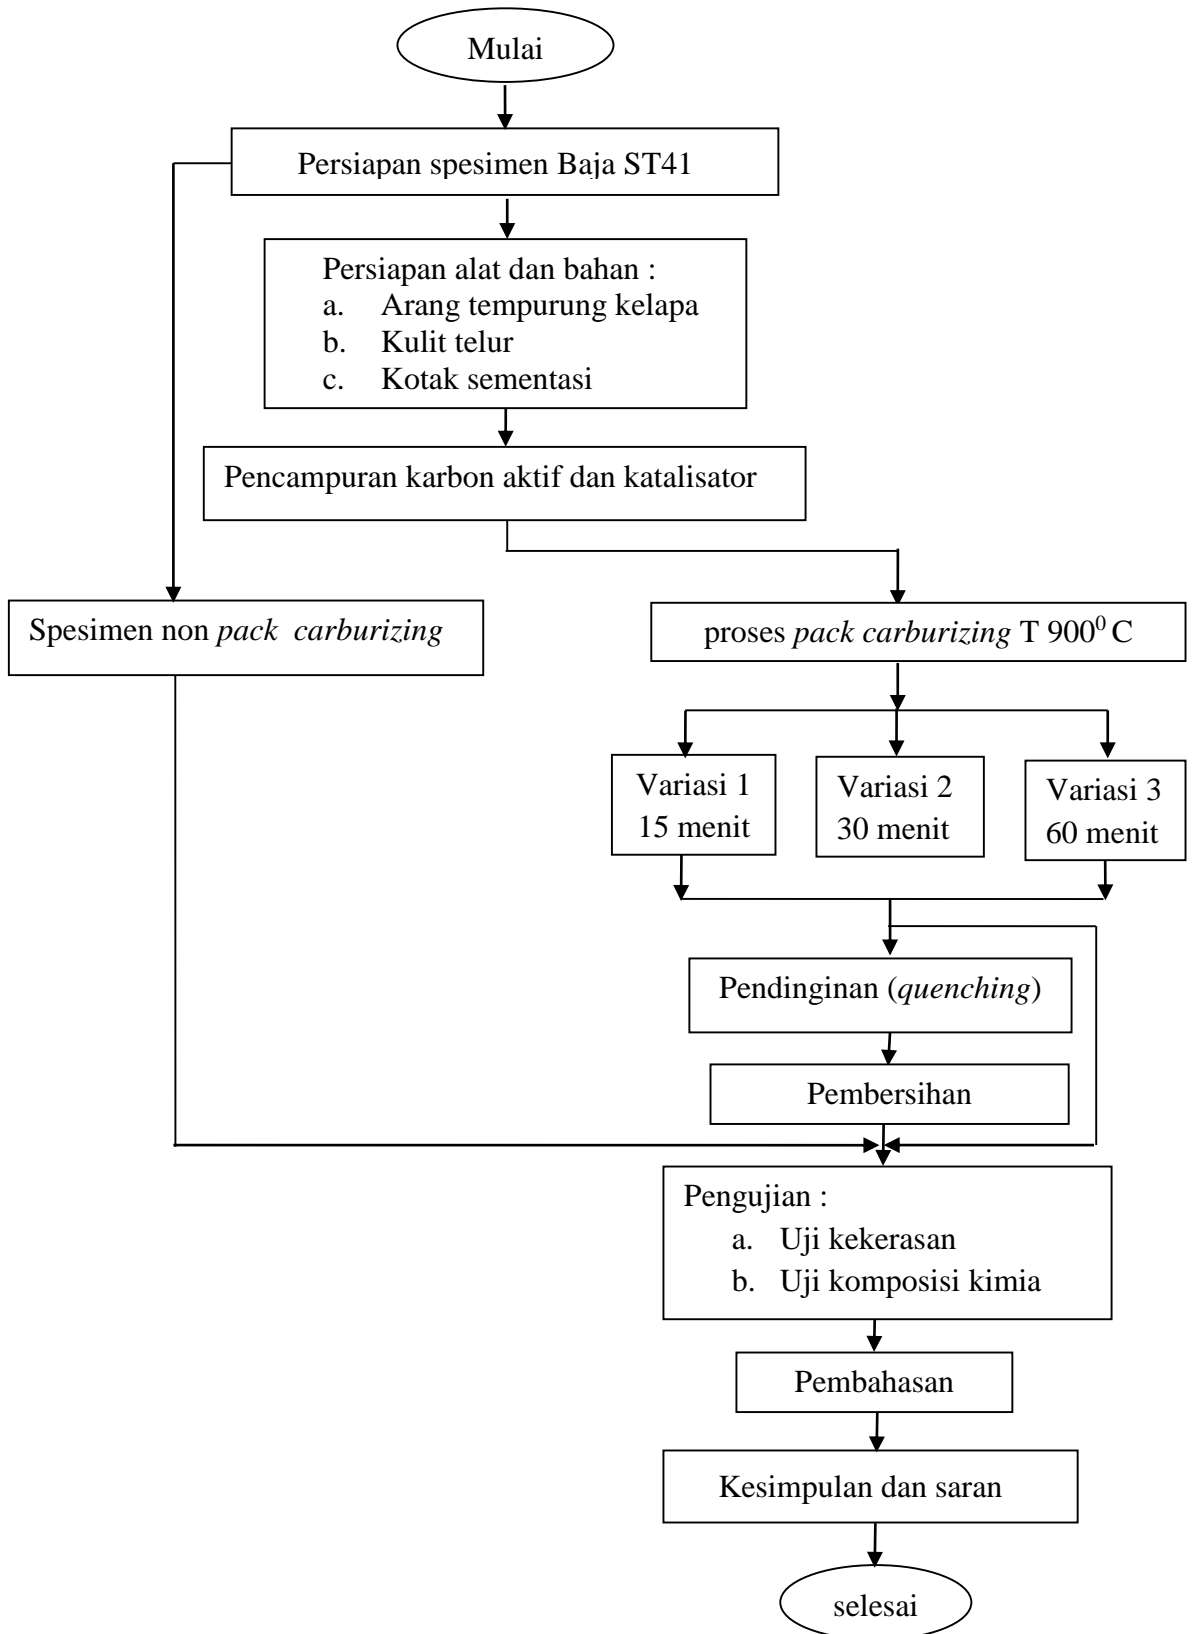 Mulai
Persiapan spesimen Baja ST41
Persiapan alat dan bahan :
a. Arang tempurung kelapa
b. Kulit telur
c. Kotak sementasi
Pencampuran karbon aktif dan katalisator
Spesimen non pack carburizing
proses pack carburizing T 900⁰ C
Variasi 1
15 menit
Variasi 2
30 menit
Variasi 3
60 menit
Pendinginan (quenching)
Pembersihan
Pengujian :
a. Uji kekerasan
b. Uji komposisi kimia
Pembahasan
Kesimpulan dan saran
selesai